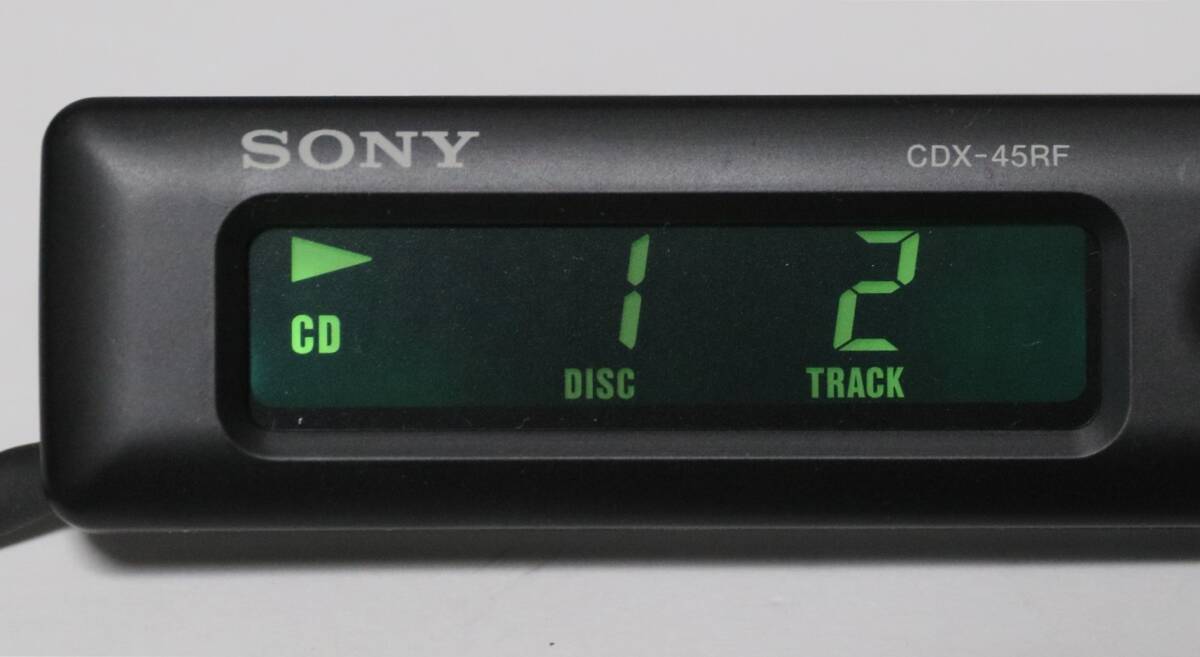 SONY
CDX-45RF
1 2
CD
DISC TRACK